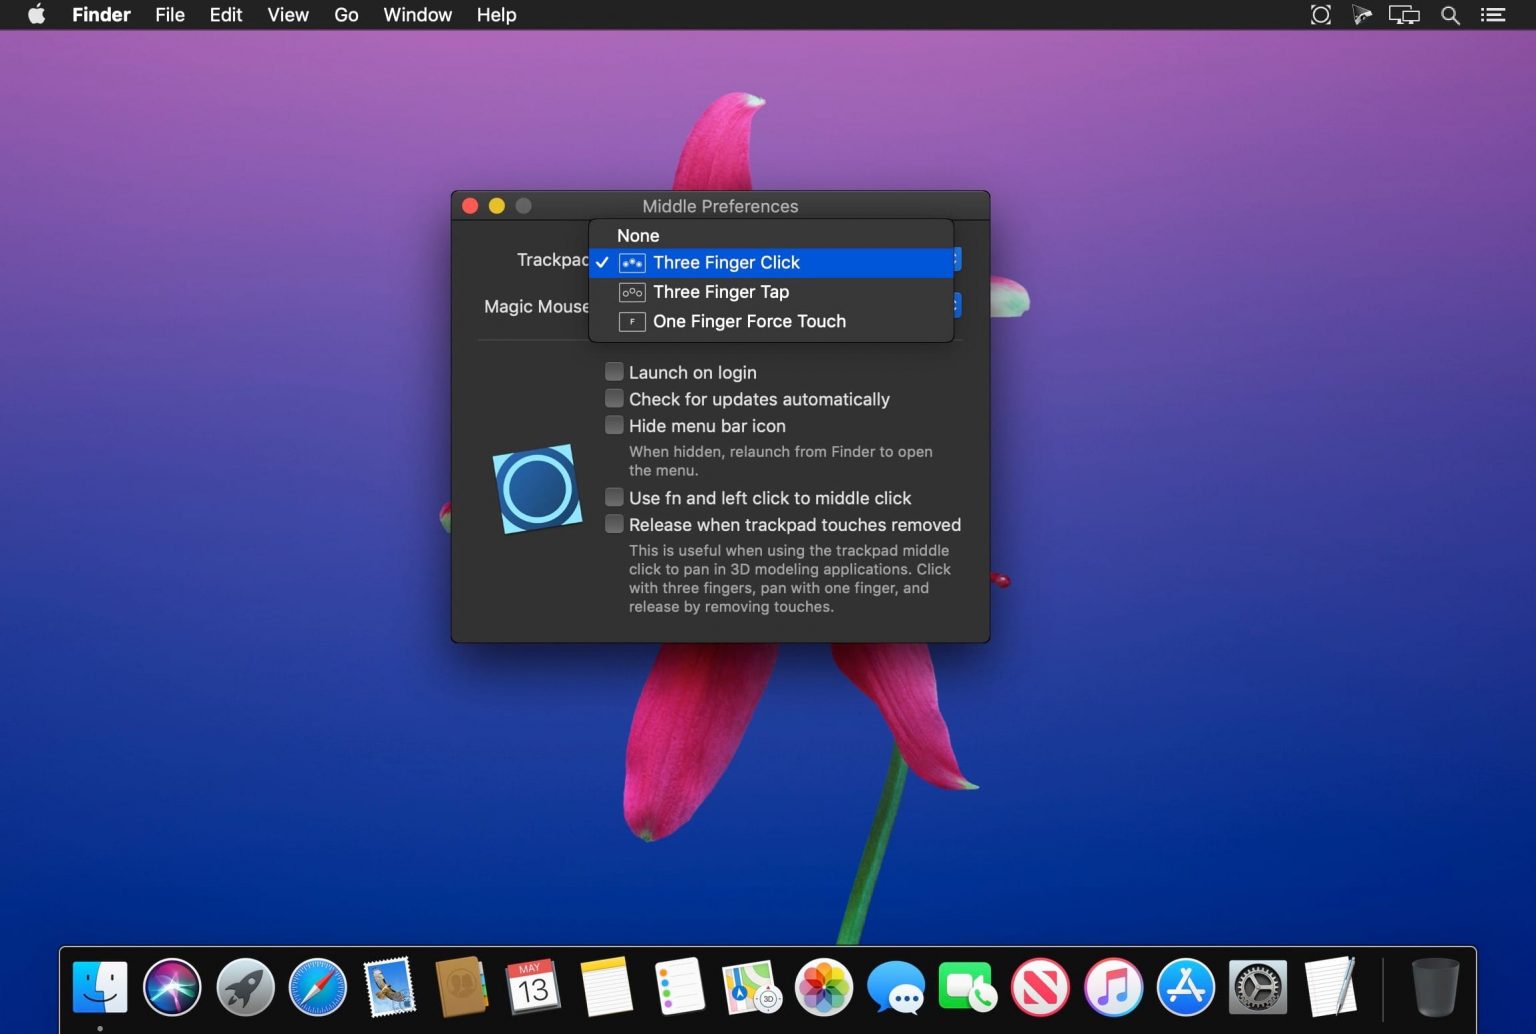 Finder File Edit View Go Window Help
Middle Preferences
None
Trackpad
Three Finger Click
Three Finger Tap
Magic Mouse
F One Finger Force Touch
Launch on login
Check for updates automatically
Hide menu bar icon
When hidden, relaunch from Finder to open
the menu.
Use fn and left click to middle click
Release when trackpad touches removed
This is useful when using the trackpad middle
click to pan in 3D modeling applications. Click
with three fingers, pan with one finger, and
release by removing touches.
MAY
13
3D